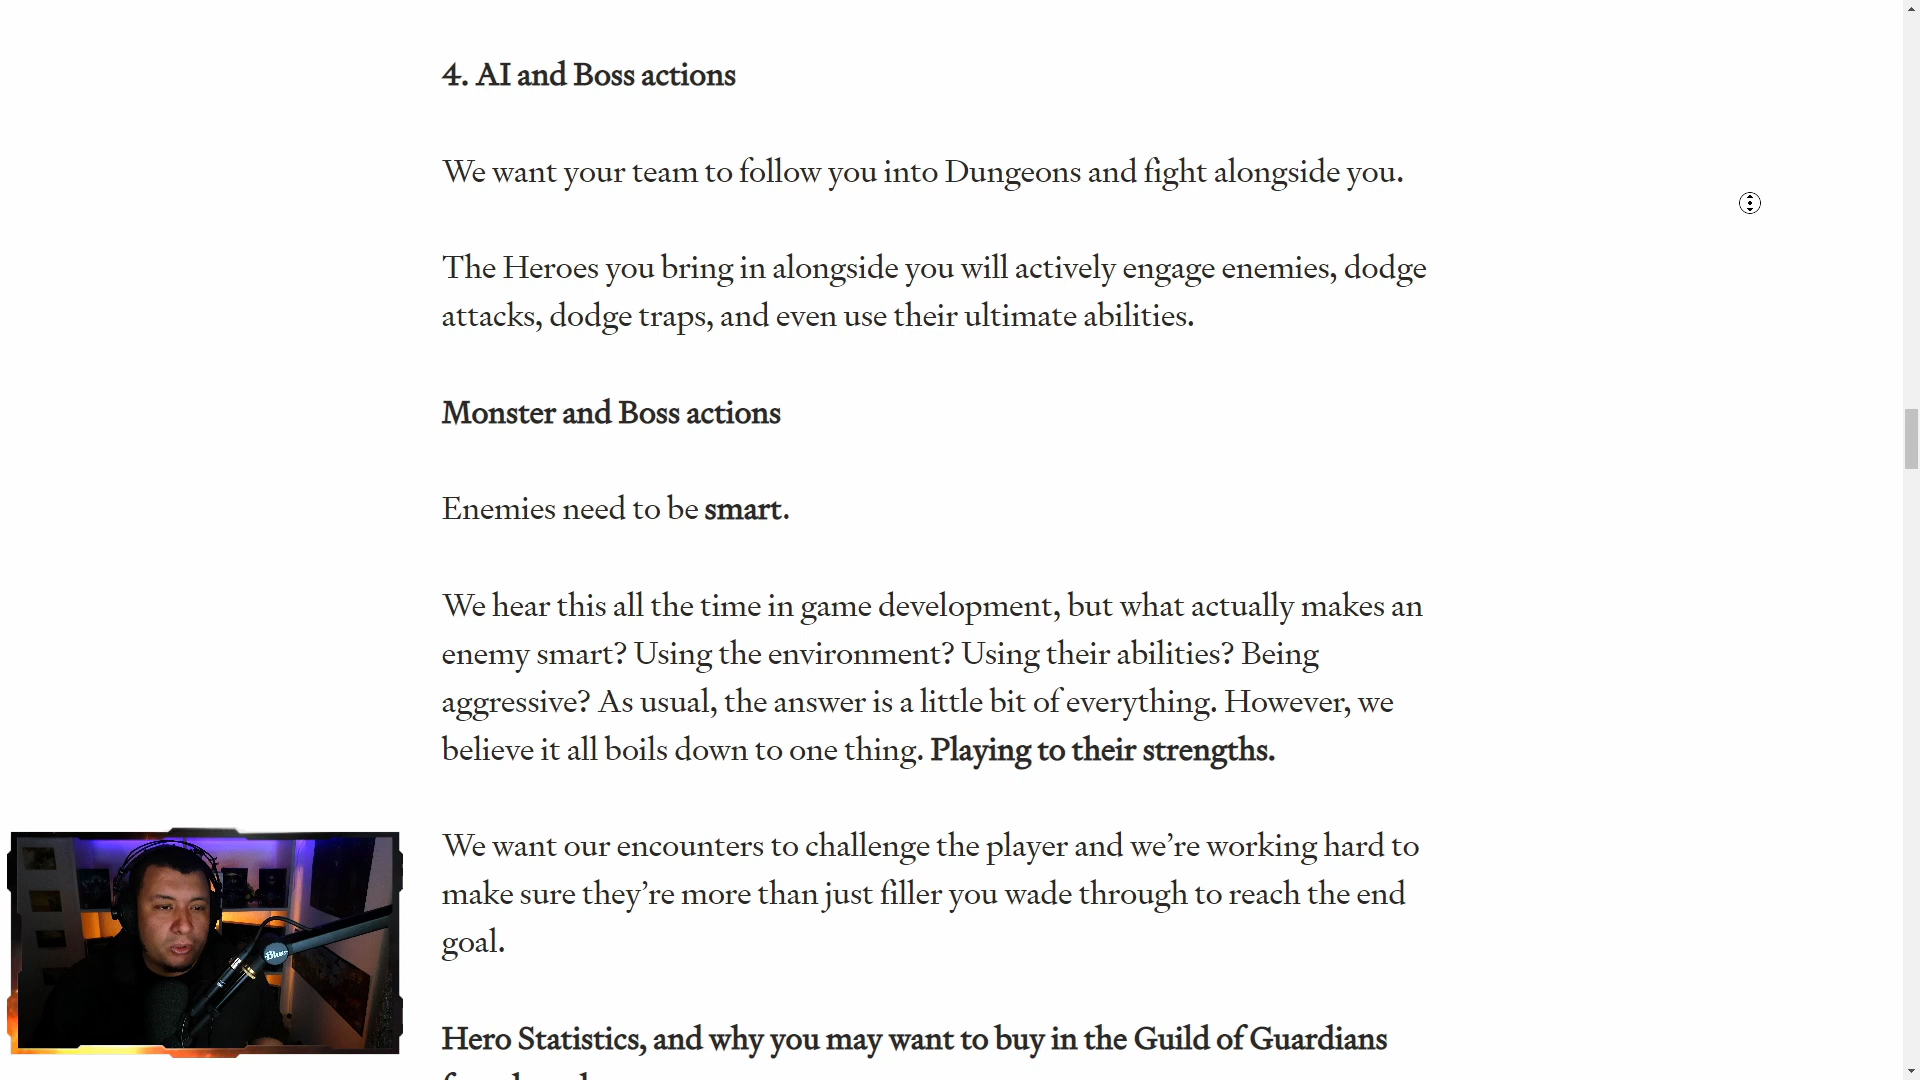 4. AI and Boss actions
We want your team to follow you into Dungeons and fight alongside you.
The Heroes you bring in alongside you will actively engage enemies, dodge
attacks, dodge traps, and even use their ultimate abilities.
Monster and Boss actions
Enemies need to be smart.
We hear this all the time in game development, but what actually makes an
enemy smart? Using the environment? Using their abilities? Being
aggressive? As usual, the answer is a little bit of everything. However, we
believe it all boils down to one thing. Playing to their strengths.
We want our encounters to challenge the player and we’re working hard to
make sure they’re more than just filler you wade through to reach the end
goal.
Blue
Hero Statistics, and why you may want to buy in the Guild of Guardians